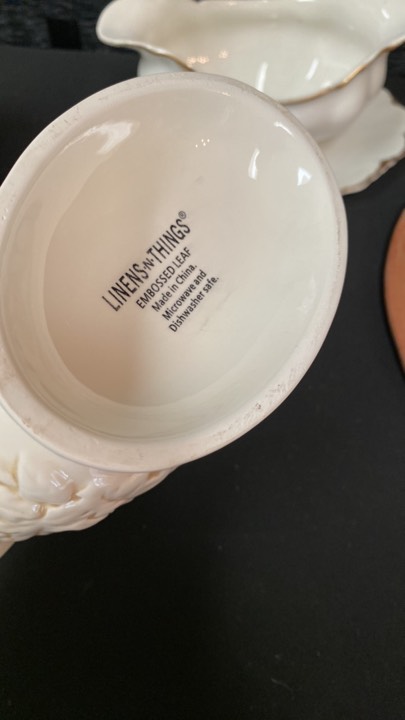 LINENS-N-THINGS®
EMBOSSED LEAF
Made in China.
Microwave and
Dishwasher safe.